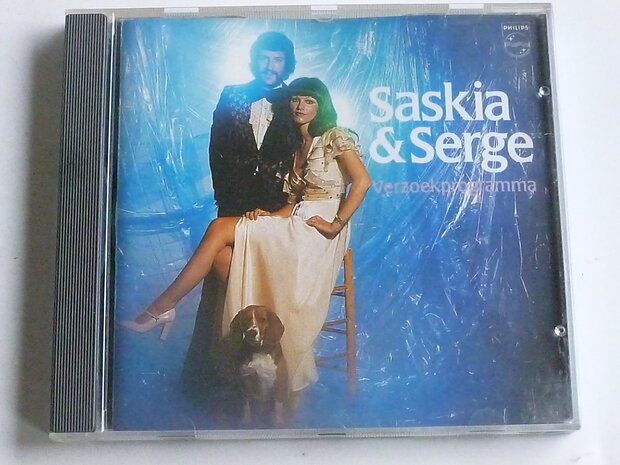 PHILIPS
Saskia
& Serge
verzoekprogramma